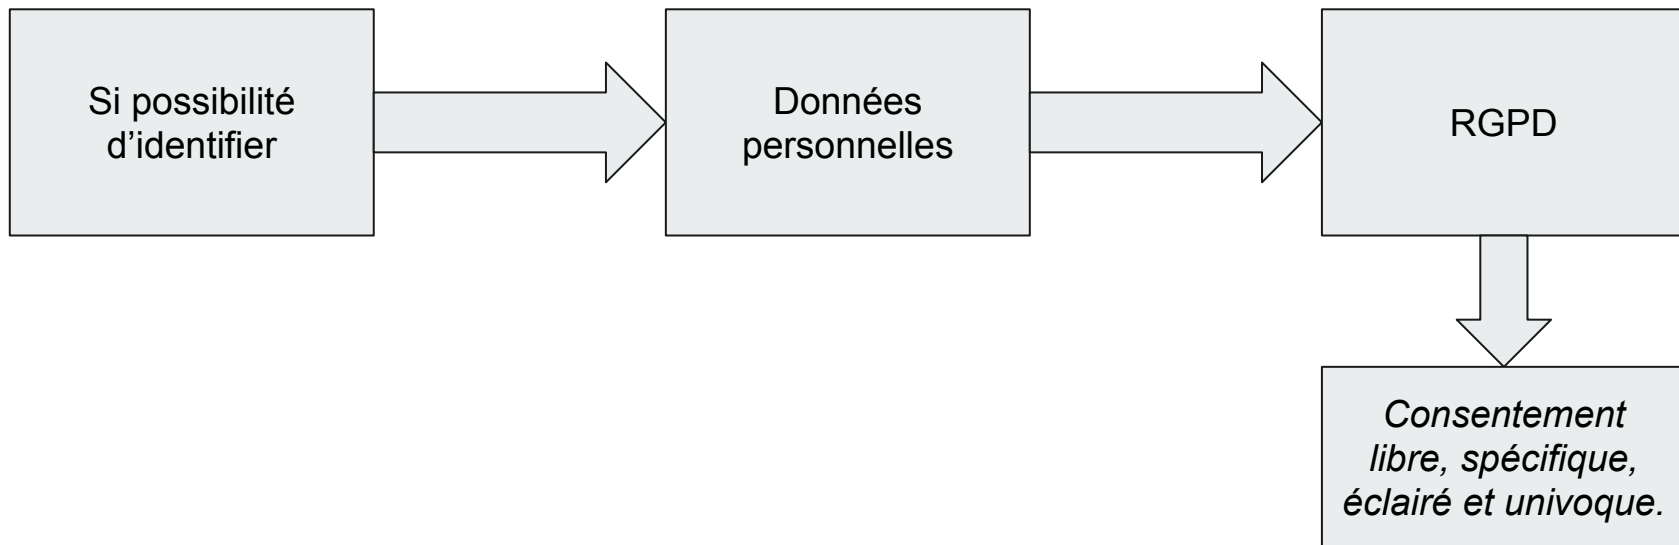 Si possibilité
d’identifier
Données
personnelles
RGPD
Consentement
libre, spécifique,
éclairé et univoque.